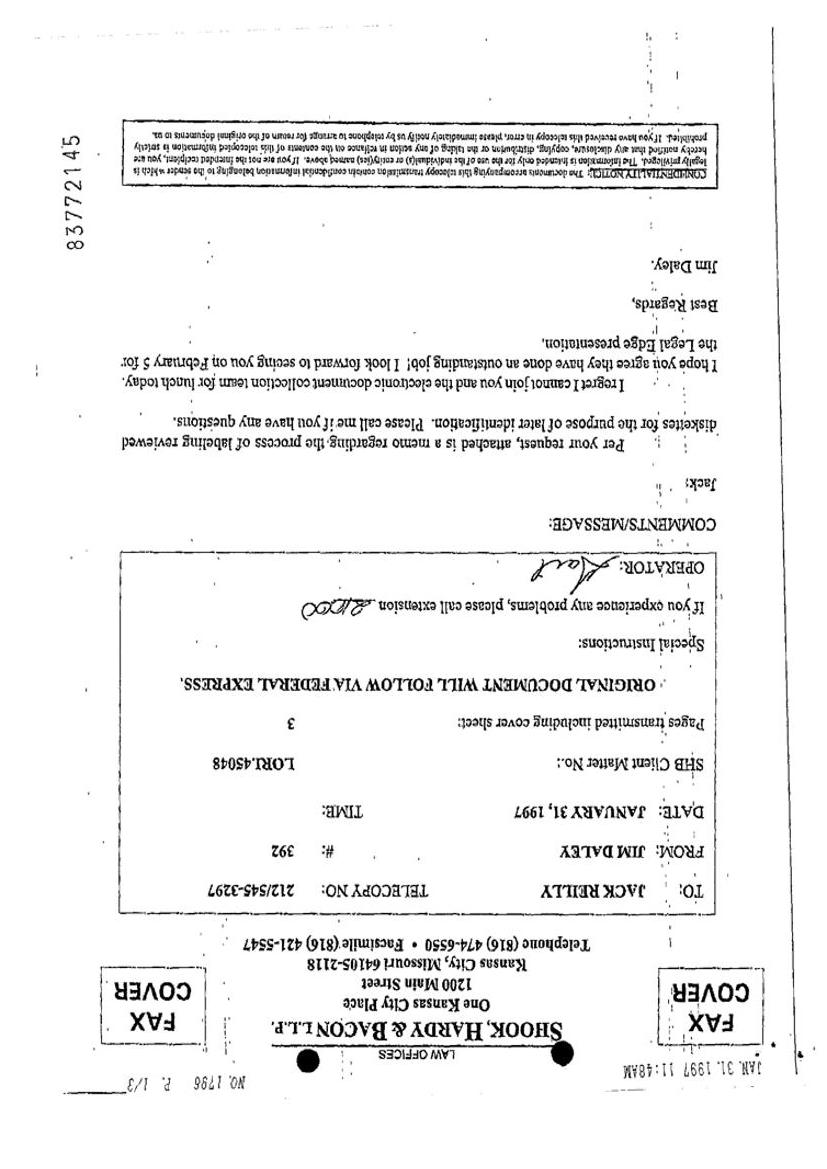 JAN. 31. 1997 11:48AM NO. 1796 P. 1/3
LAW OFFICES
FAX COVER
SHOOK, HARDY & BACON L.L.P.
FAX COVER
One Kansas City Place
1200 Main Street
Kansas City, Missouri 64105-2118
Telephone (816) 474-6550 • Facsimile (816) 421-5547
TO: JACK REILLY TELECOPY NO: 212/545-3297
FROM: JIM DALEY #: 392
DATE: JANUARY 31, 1997 TIME:
SHB Client Matter No.: LORI.45048
Pages transmitted including cover sheet: 3
ORIGINAL DOCUMENT WILL FOLLOW VIA FEDERAL EXPRESS.
Special Instructions:
If you experience any problems, please call extension
OPERATOR:
COMMENTS/MESSAGE:
Jack:
Per your request, attached is a memo regarding the process of labeling reviewed
diskettes for the purpose of later identification. Please call me if you have any questions.
I regret I cannot join you and the electronic document collection team for lunch today.
I hope you agree they have done an outstanding job! I look forward to seeing you on February 5 for
the Legal Edge presentation.
Best Regards,
Jim Daley.
CONFIDENTIALITY NOTICE: The documents accompanying this telecopy transmission contain confidential information belonging to the sender which is
legally privileged. The information is intended only for the use of the individual(s) or entity(ies) named above. If you are not the intended recipient, you are
hereby notified that any disclosure, copying, distribution or the taking of any action in reliance on the contents of this telecopied information is strictly
prohibited. If you have received this telecopy in error, please immediately notify us by telephone to arrange for return of the original documents to us.
83772145